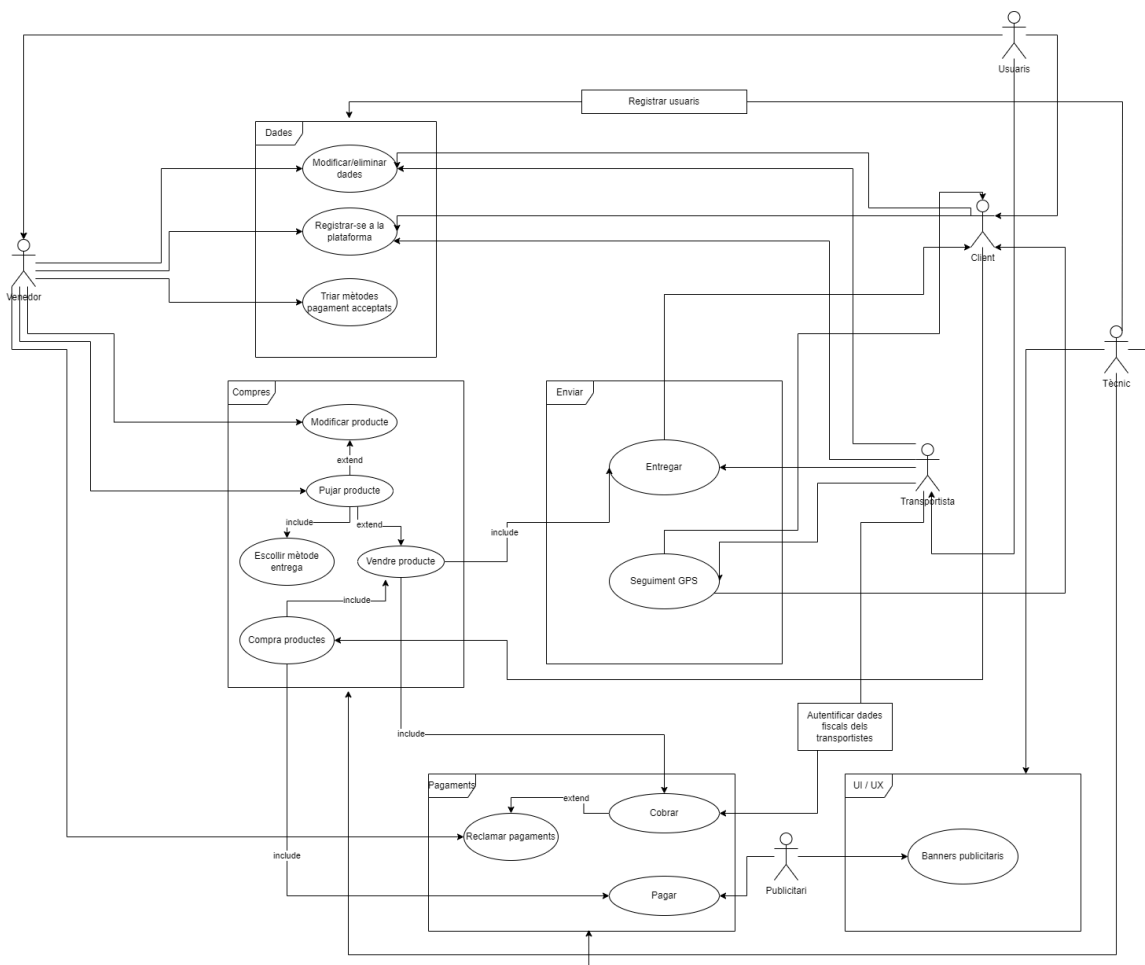 Usuaris
Registrar usuaris
Dades
Modificar/eliminar
dades
Registrar-se a la
plataforma
Client
Venedor
Triar mètodes
pagament acceptats
Tècnic
Compres
Enviar
Modificar producte
extend
Entregar
Pujar producte
Transportista
include
extend
include
Escollir mètode
entrega
Vendre producte
Seguiment GPS
include
Compra productes
Autentificar dades
fiscals dels
transportistes
include
Pagaments
UI / UX
extend
Cobrar
Reclamar pagaments
include
Banners publicitaris
Publicitari
Pagar